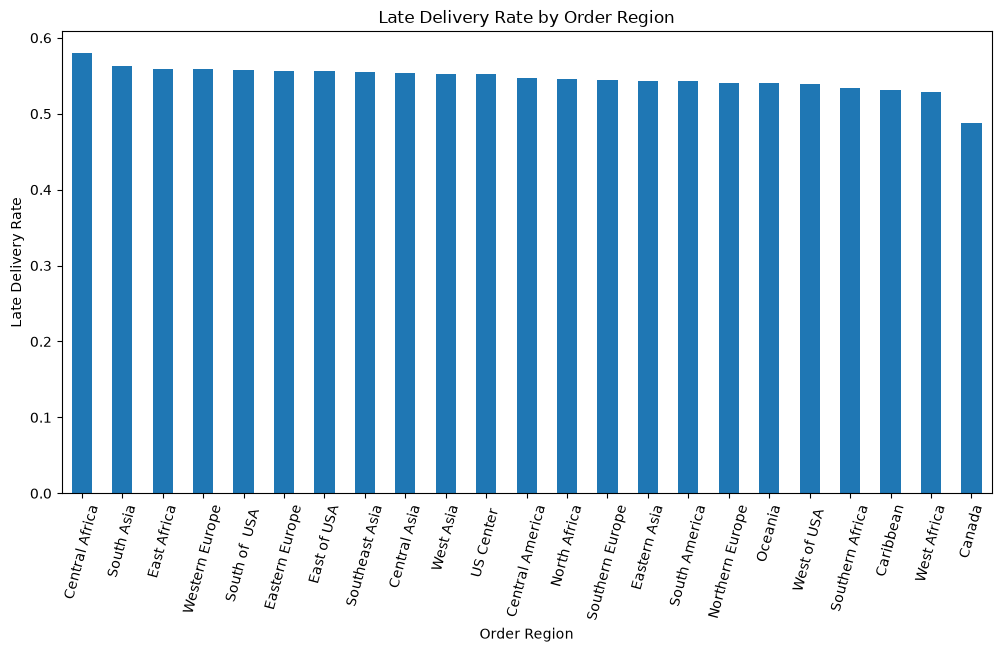 Late Delivery Rate by Order Region
Late Delivery Rate
0.6
0.5
0.4
0.3
0.2
0.1
0.0
Central Africa
South Asia
East Africa
Western Europe
South of  USA
Eastern Europe
East of USA
Southeast Asia
Central Asia
West Asia
US Center
Central America
North Africa
Southern Europe
Eastern Asia
South America
Northern Europe
Oceania
West of USA
Southern Africa
Caribbean
West Africa
Canada
Order Region